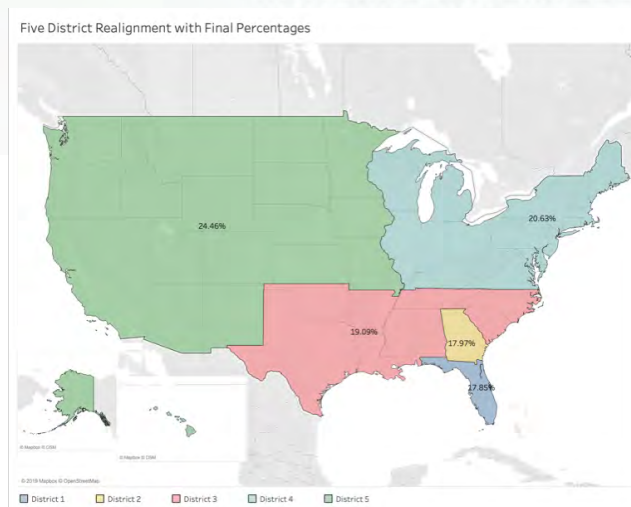 Five District Realignment with Final Percentages
24.46%
20.63%
19.09%
17.97%
17.85%
© Mapbox © OSM
© Mapbox © OSM
© 2019 Mapbox © OpenStreetMap
District 1
District 2
District 3
District 4
District 5